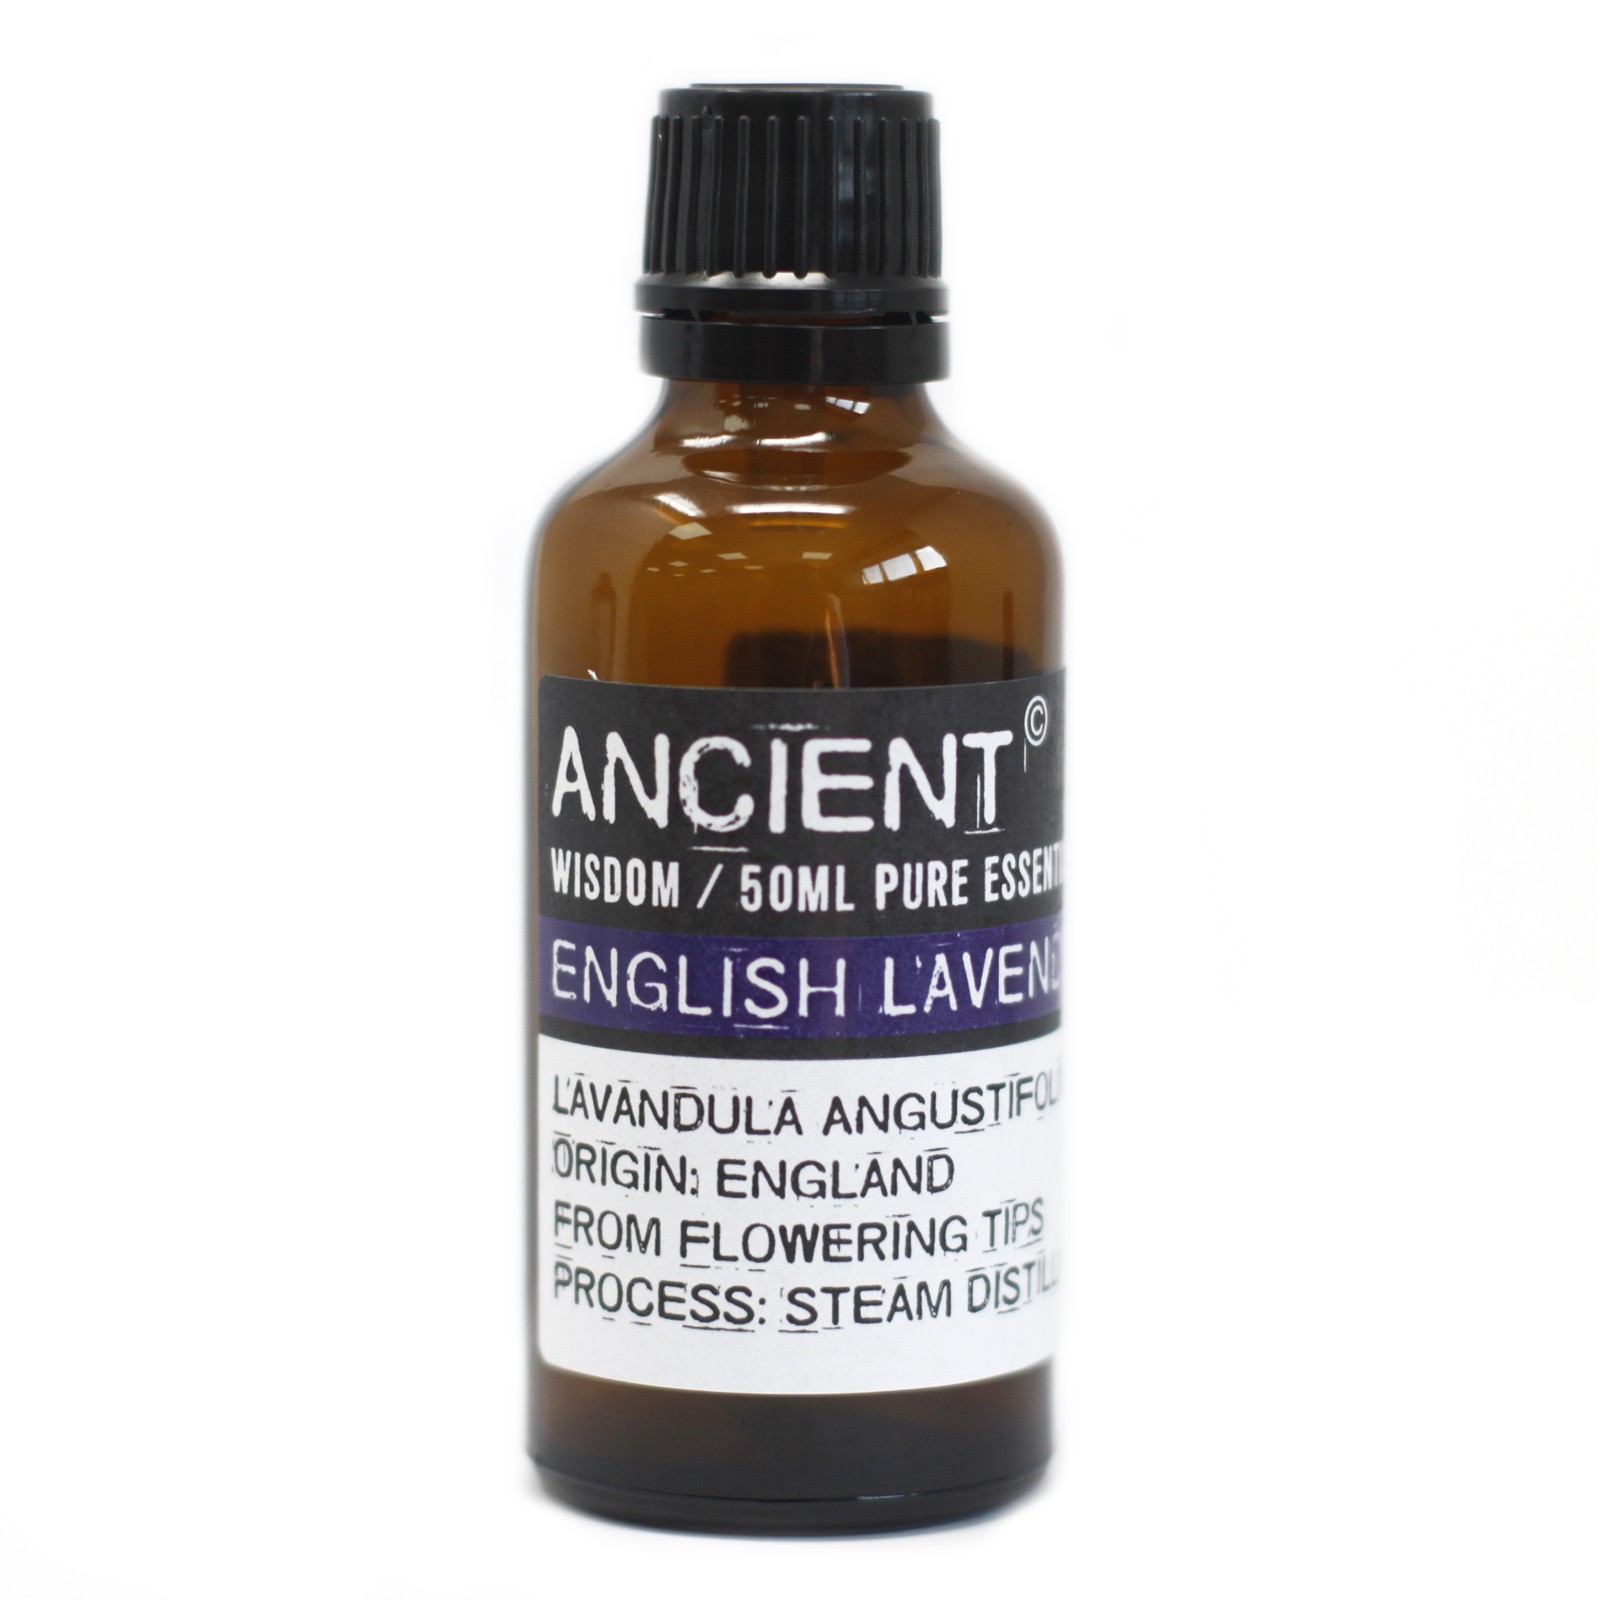 ANCIENT©
WISDOM / 50ML PURE ESSENTI
ENGLISH LAVEND
LAVANDULA ANGUSTIFOLI
ORIGIN: ENGLAND
FROM FLOWERING TIPS
PROCESS: STEAM DISTILL